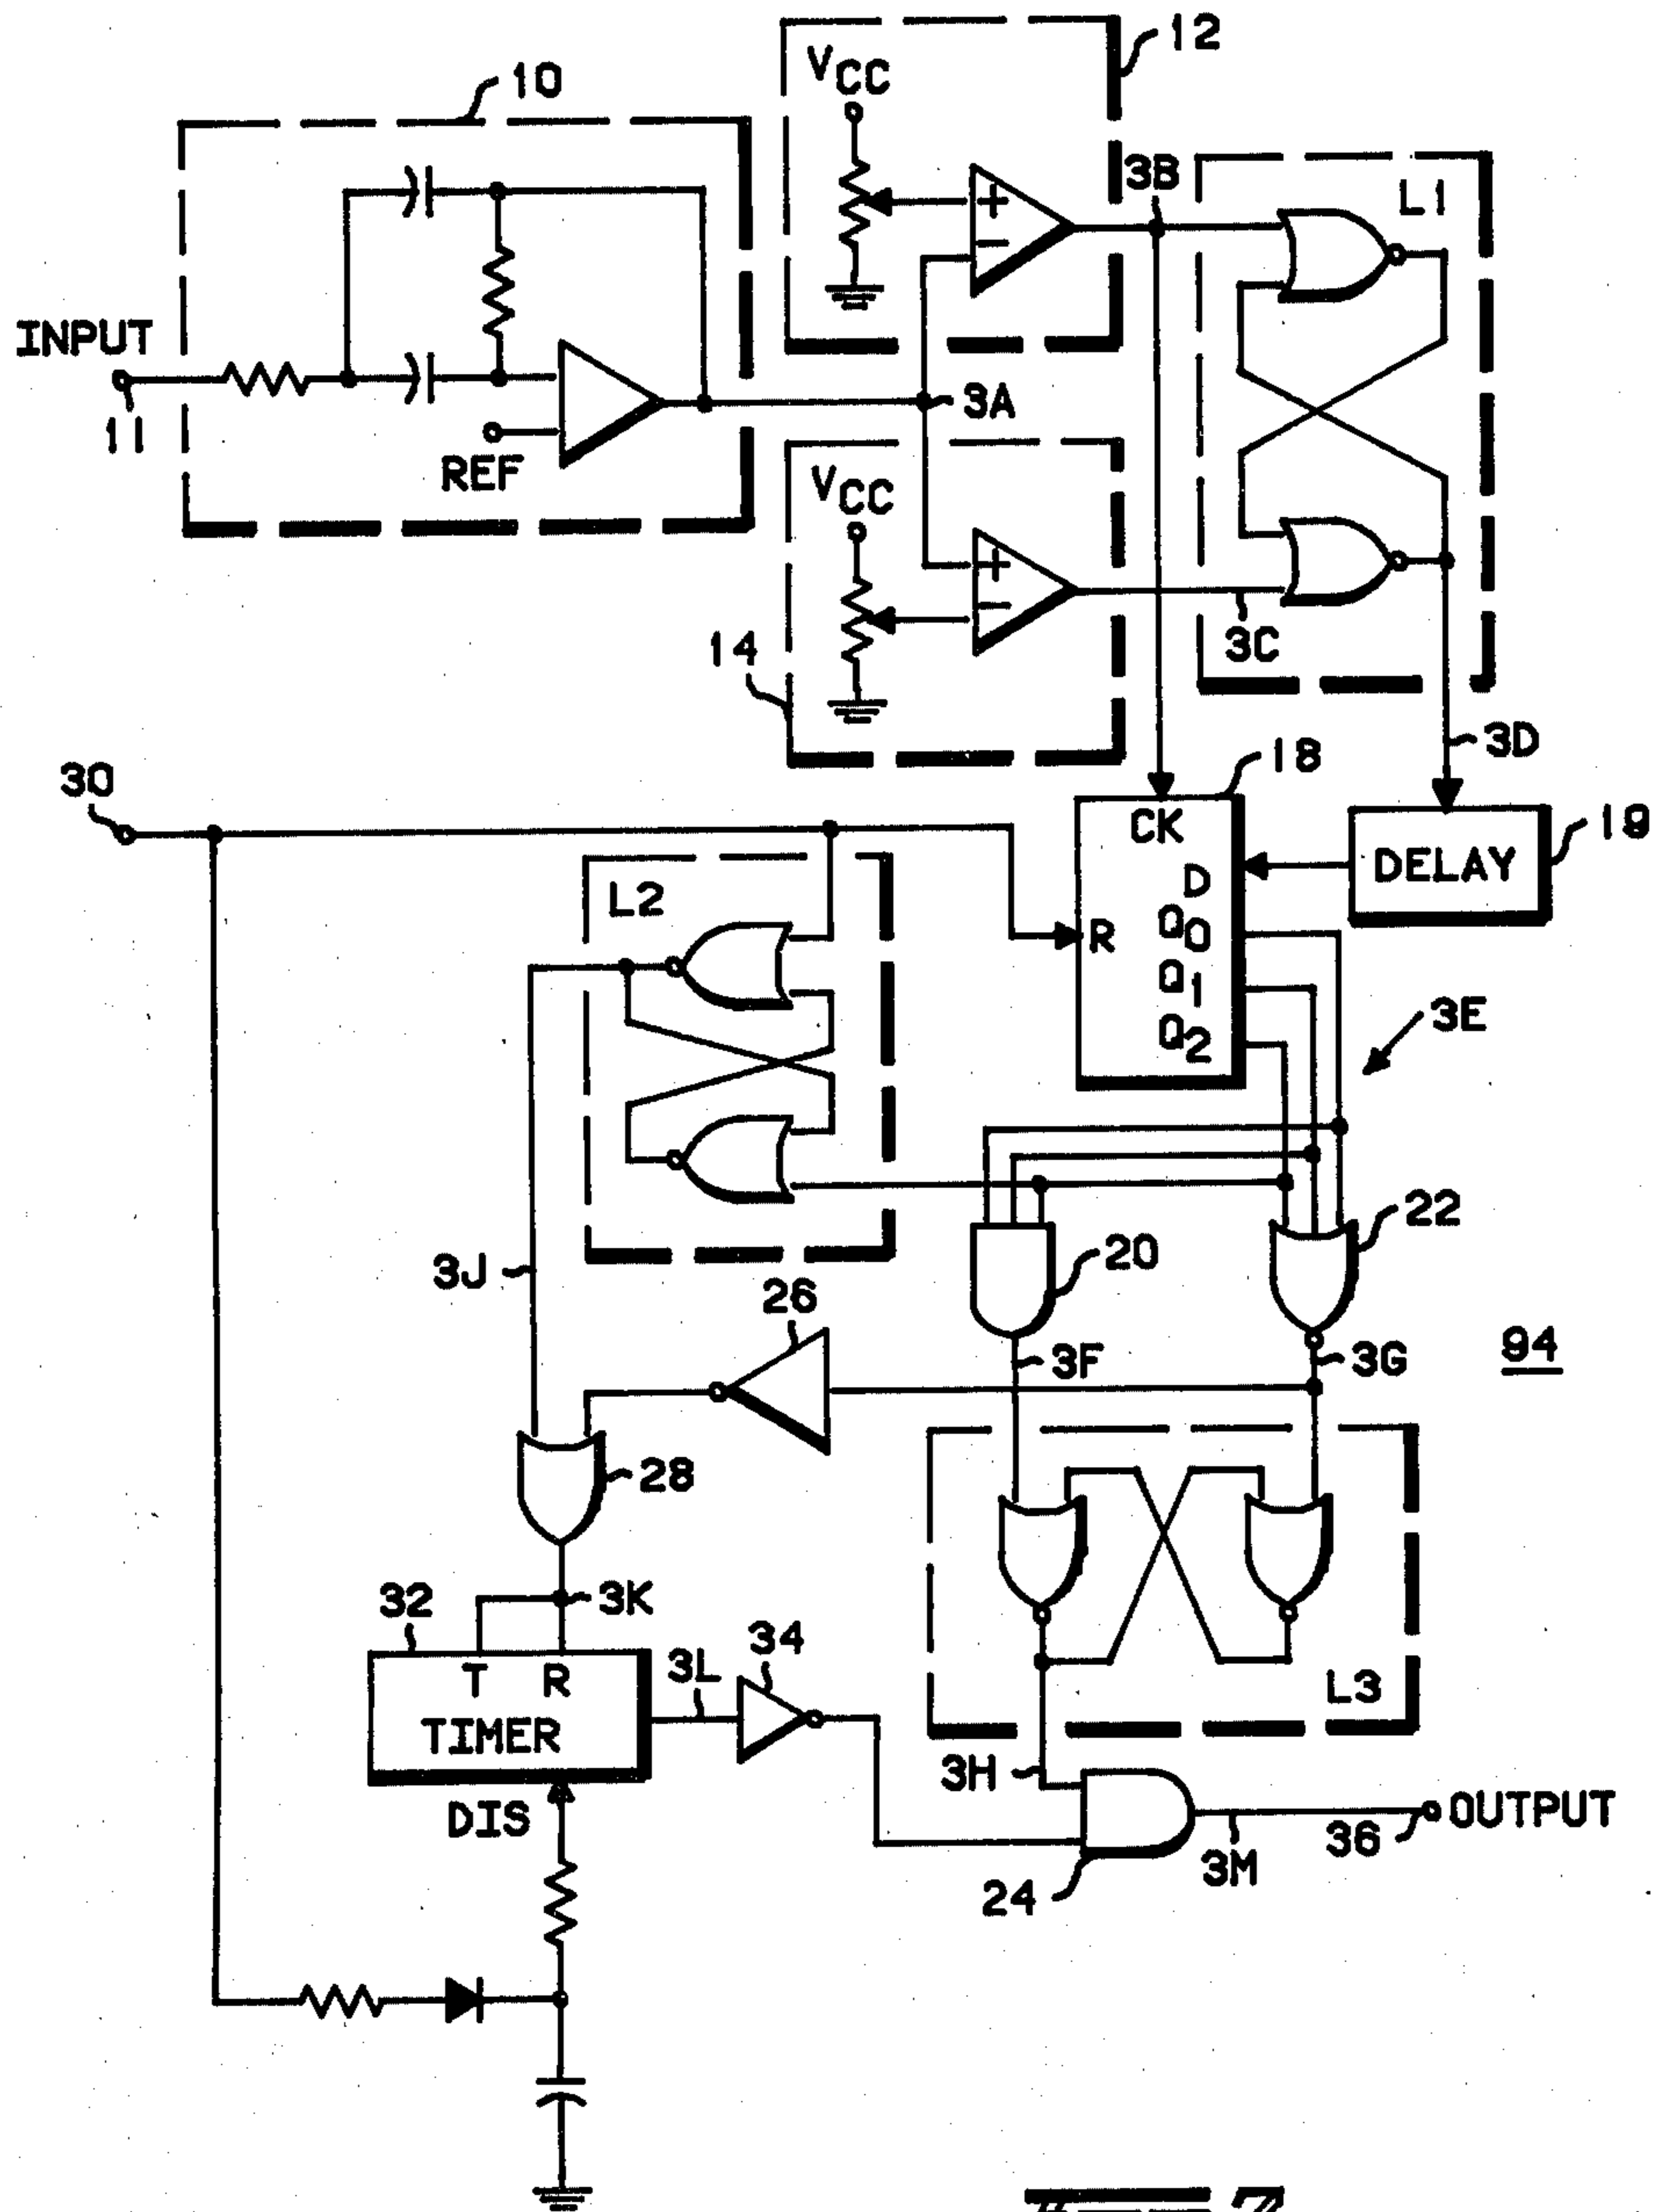 12
VCC
10
3B
L1
INPUT
11
REF
3A
VCC
14
3C
3D
30
18
CK
19
DELAY
L2
D
R
Q0
Q1
Q2
3E
22
20
3J
26
3F
3G
94
28
32
3K
34
T R
3L
TIMER
L3
DIS
3H
OUTPUT
36
3M
24